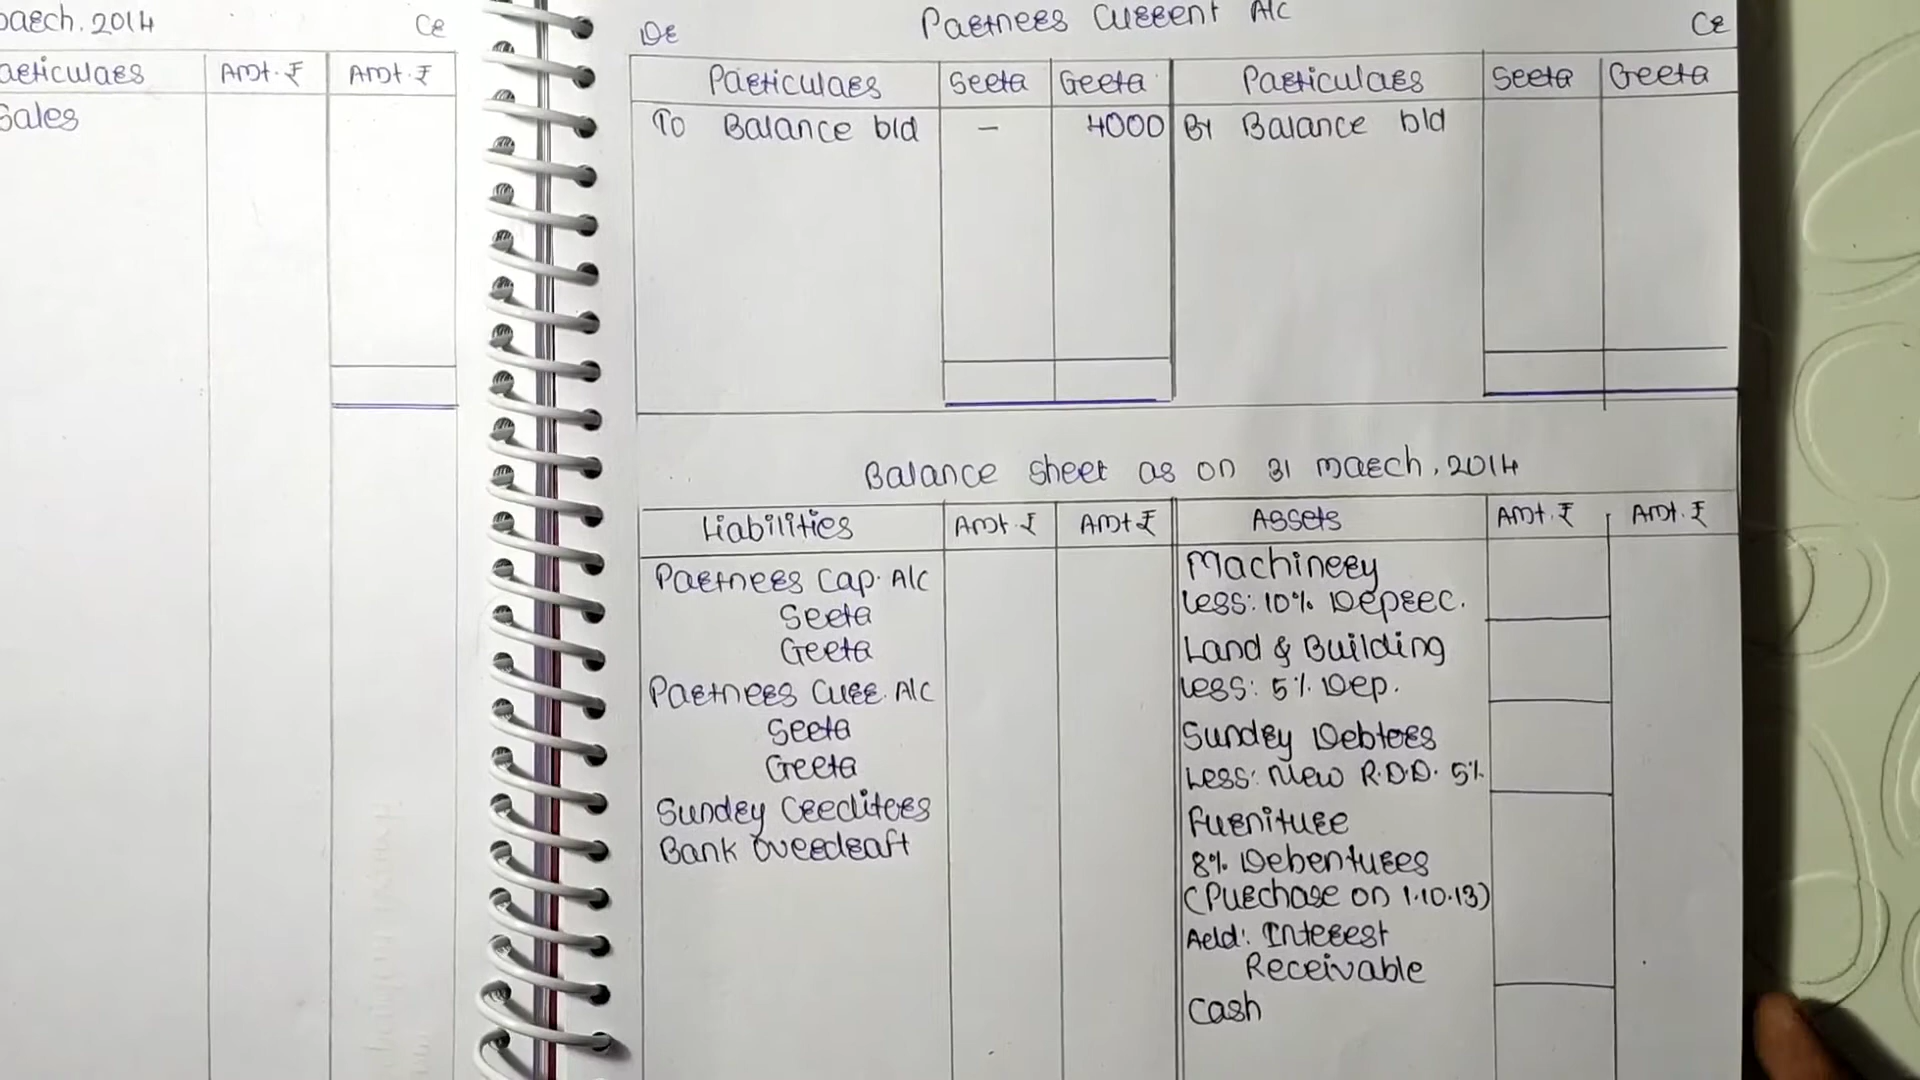 March. 2014
Cr
Particulars Amt. ₹ Amt. ₹
Sales
Partners Current A/c
Dr Cr
Particulars Seeta Geeta Particulars Seeta Geeta
To Balance b/d - 4000 By Balance b/d
Balance Sheet as on 31 March, 2014
Liabilities Amt. ₹ Amt ₹ Assets Amt. ₹ Amt. ₹
Partners Cap. A/c
Seeta
Geeta
Partners Curr. A/c
Seeta
Geeta
Sundry Creditors
Bank Overdraft
Machinery
Less: 10% Deprec.
Land & Building
Less: 5% Dep.
Sundry Debtors
Less: New R.D.D. 5%
Furniture
8% Debentures
(Purchase on 1.10.13)
Add: Interest
Receivable
Cash